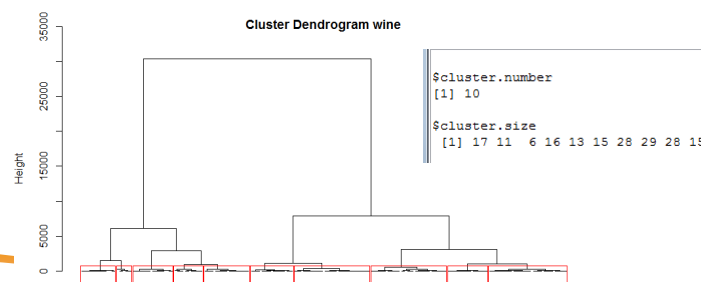 Cluster Dendrogram wine
35000
25000
15000
5000
0
Height
$cluster.number
[1] 10
$cluster.size
[1] 17 11 6 16 13 15 28 29 28 15